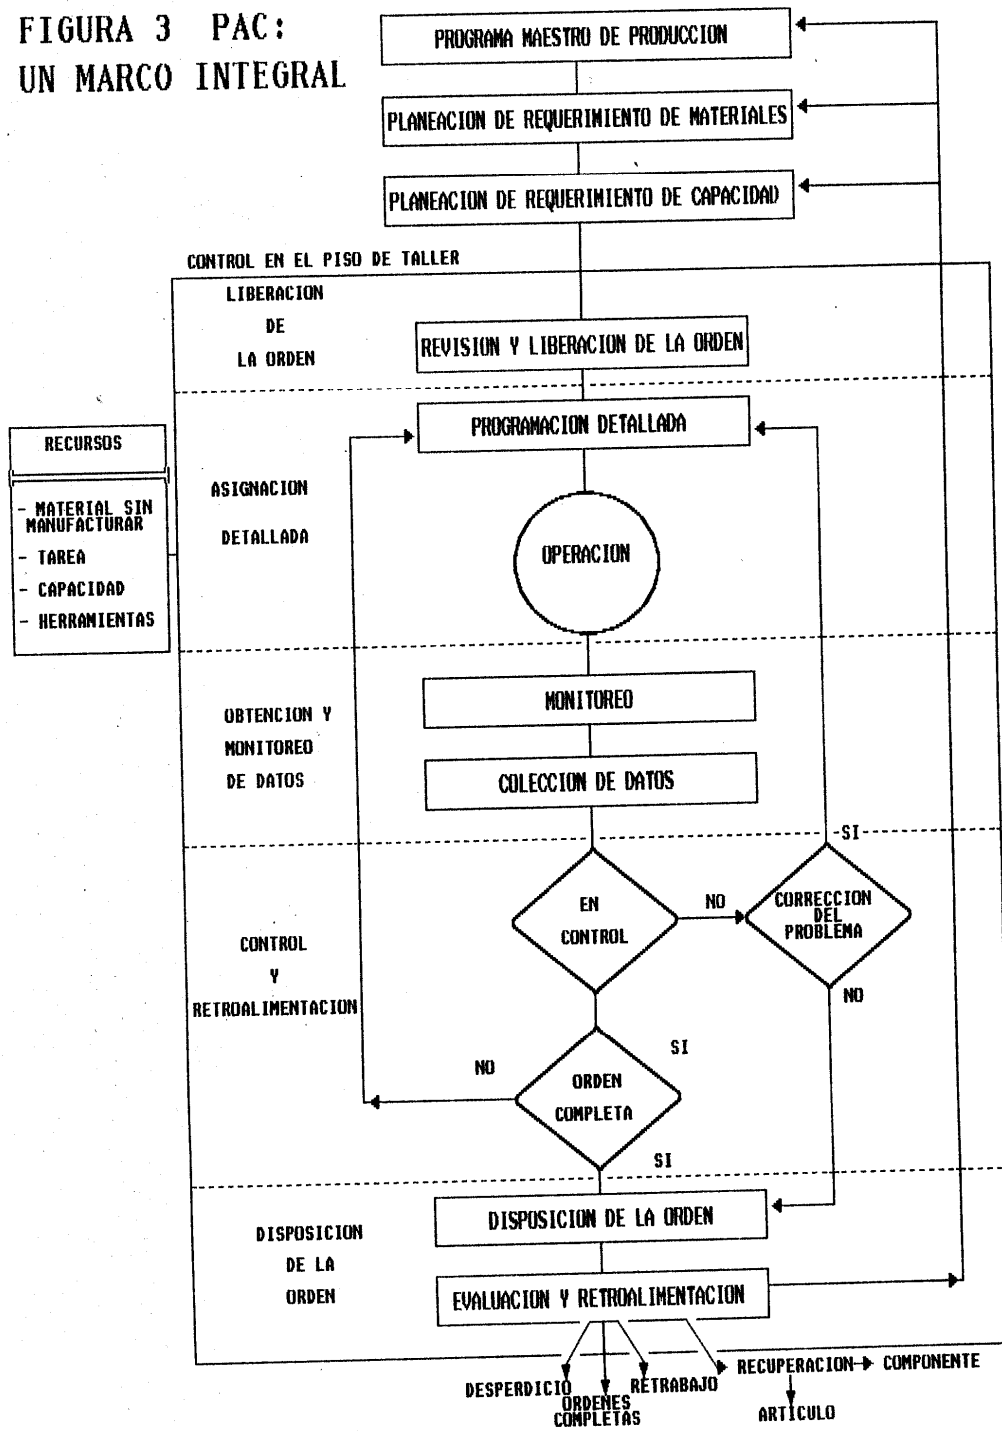 FIGURA 3 PAC:
UN MARCO INTEGRAL
PROGRAMA MAESTRO DE PRODUCCION
PLANEACION DE REQUERIMIENTO DE MATERIALES
PLANEACION DE REQUERIMIENTO DE CAPACIDAD
CONTROL EN EL PISO DE TALLER
LIBERACION
DE
LA ORDEN
REVISION Y LIBERACION DE LA ORDEN
PROGRAMACION DETALLADA
RECURSOS
- MATERIAL SIN
MANUFACTURAR
- TAREA
- CAPACIDAD
- HERRAMIENTAS
ASIGNACION
DETALLADA
OPERACION
OBTENCION Y
MONITOREO
DE DATOS
MONITOREO
COLECCION DE DATOS
SI
EN
CONTROL
NO
CORRECCION
DEL
PROBLEMA
NO
CONTROL
Y
RETROALIMENTACION
SI
NO
ORDEN
COMPLETA
SI
DISPOSICION
DE LA
ORDEN
DISPOSICION DE LA ORDEN
EVALUACION Y RETROALIMENTACION
DESPERDICIO
ORDENES
COMPLETAS
RETRABAJO
RECUPERACION
COMPONENTE
ARTICULO